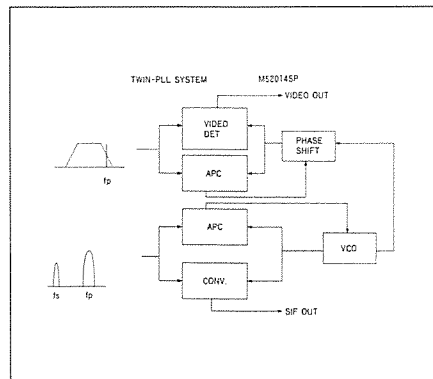 TWIN-PLL SYSTEM M52014SP
VIDEO OUT
VIDEO
DET
PHASE
SHIFT
APC
fp
APC
VCO
CONV.
fs fp
SIF OUT